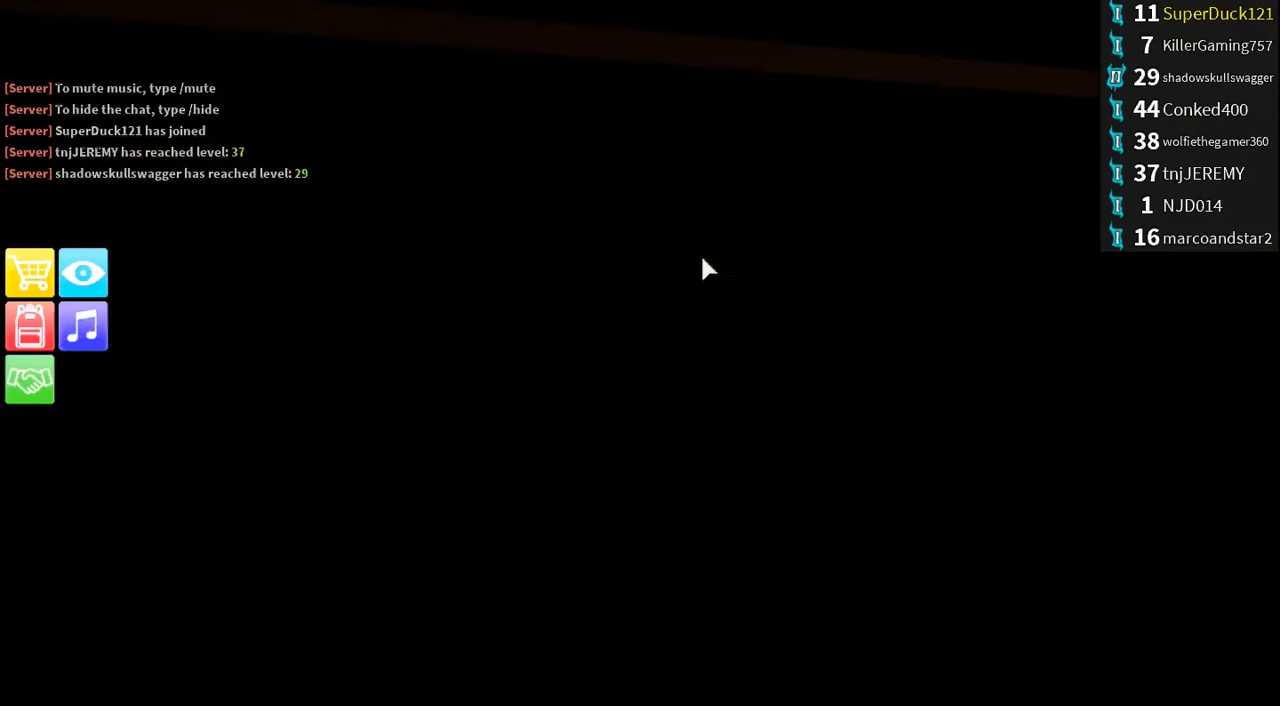 [Server] To mute music, type /mute
[Server] To hide the chat, type /hide
[Server] SuperDuck121 has joined
[Server] tnjJEREMY has reached level: 37
[Server] shadowskullswagger has reached level: 29
I 11 SuperDuck121
I 7 KillerGaming757
II 29 shadowskullswagger
I 44 Conked400
I 38 wolfiethegamer360
I 37 tnjJEREMY
I 1 NJD014
I 16 marcoandstar2